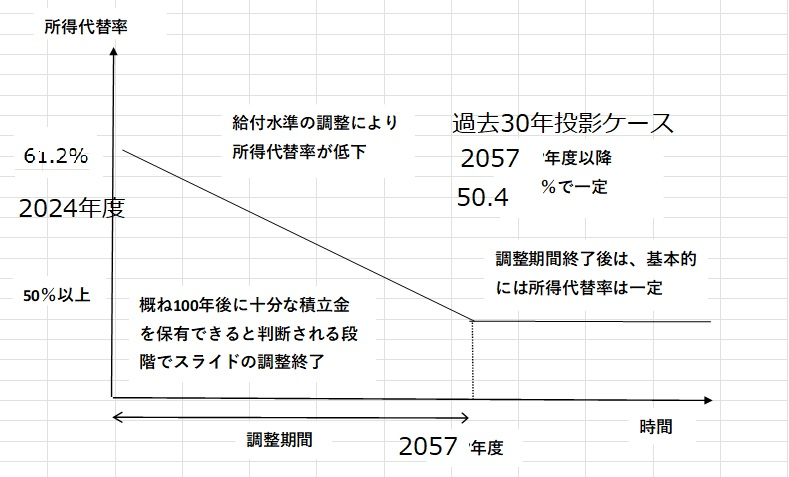 所得代替率
給付水準の調整により
所得代替率が低下
過去30年投影ケース
2057 年度以降
50.4 %で一定
61.2%
2024年度
調整期間終了後は、基本的
には所得代替率は一定
50%以上
概ね100年後に十分な積立金
を保有できると判断される段
階でスライドの調整終了
調整期間
2057 年度
時間